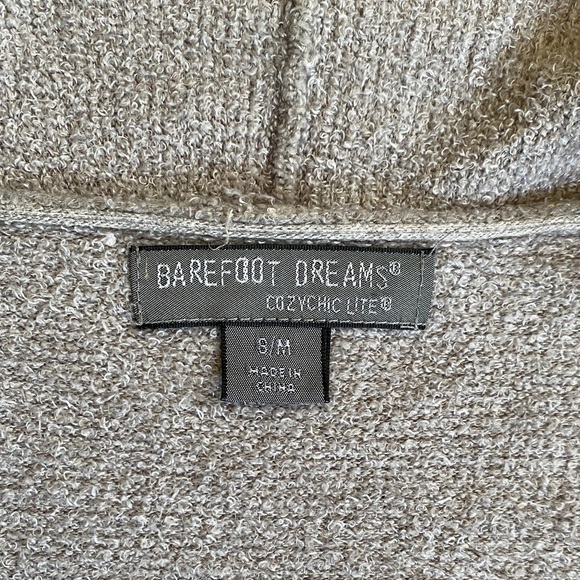 BAREFOOT DREAMS®
COZYCHIC LITE®
S/M
MADE IN
CHINA